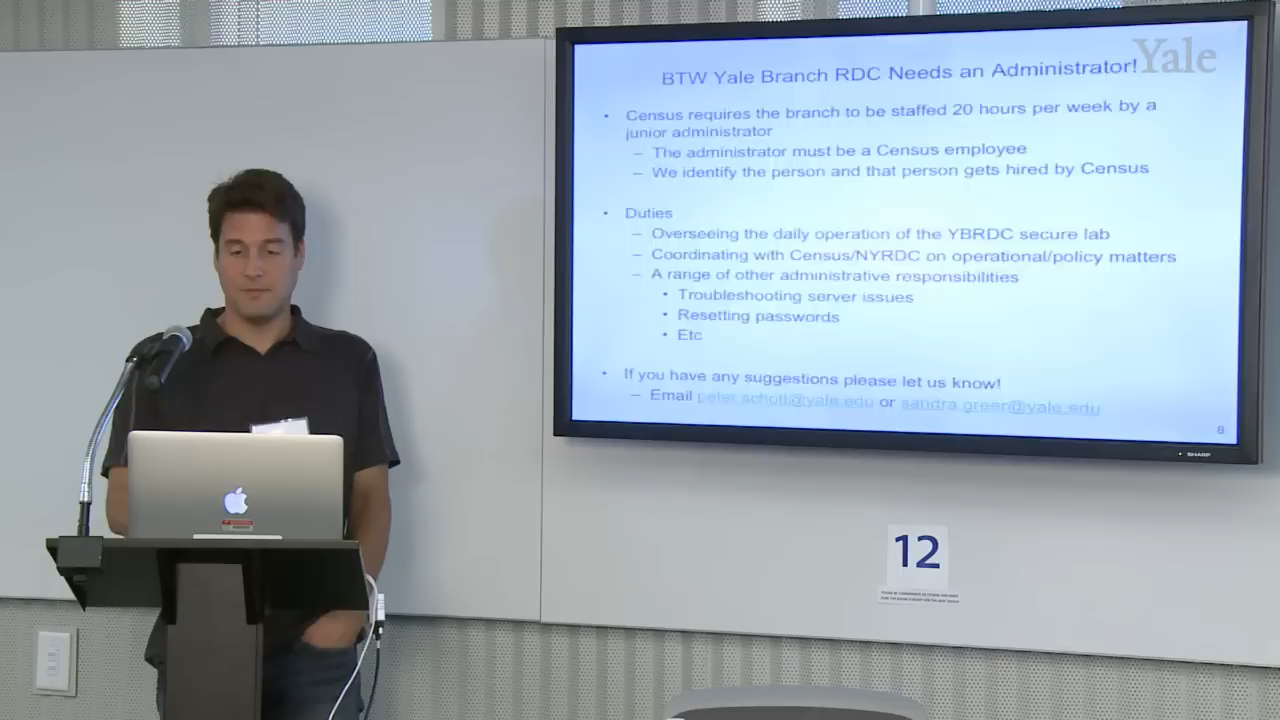 Yale
BTW Yale Branch RDC Needs an Administrator!
• Census requires the branch to be staffed 20 hours per week by a
junior administrator
– The administrator must be a Census employee
– We identify the person and that person gets hired by Census
• Duties
– Overseeing the daily operation of the YBRDC secure lab
– Coordinating with Census/NYRDC on operational/policy matters
– A range of other administrative responsibilities
• Troubleshooting server issues
• Resetting passwords
• Etc
• If you have any suggestions please let us know!
– Email peter.schott@yale.edu or sandra.greer@yale.edu
8
SHARP
12